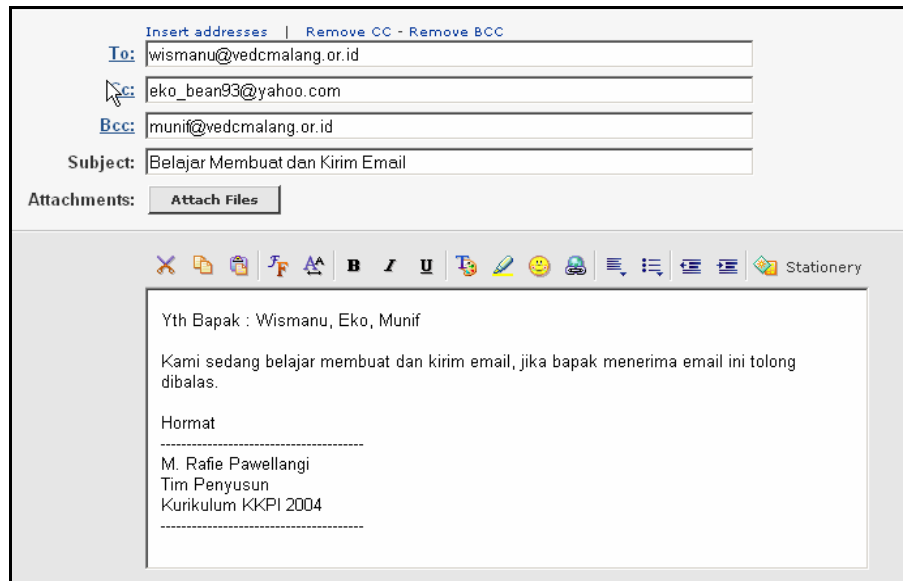 Insert addresses | Remove CC - Remove BCC
To: wismanu@vedcmalang.or.id
Cc: eko_bean93@yahoo.com
Bcc: munif@vedcmalang.or.id
Subject: Belajar Membuat dan Kirim Email
Attachments: Attach Files
B I U Stationery
Yth Bapak : Wismanu, Eko, Munif
Kami sedang belajar membuat dan kirim email, jika bapak menerima email ini tolong
dibalas.
Hormat
---------------------------------------
M. Rafie Pawellangi
Tim Penyusun
Kurikulum KKPI 2004
---------------------------------------